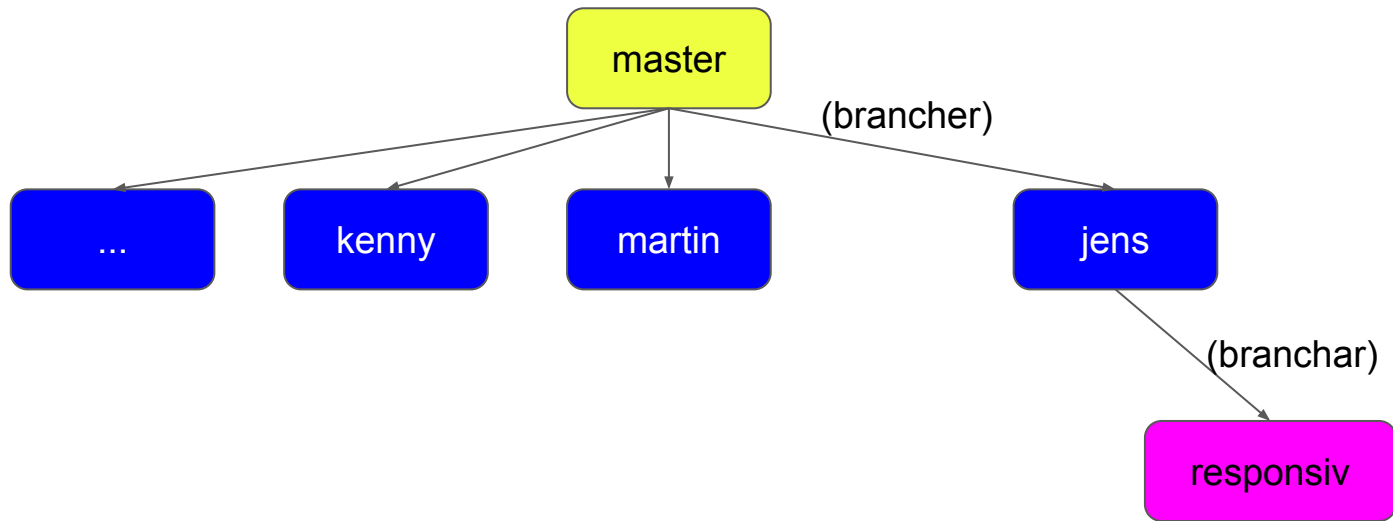 master
(brancher)
...
kenny
martin
jens
(branchar)
responsiv